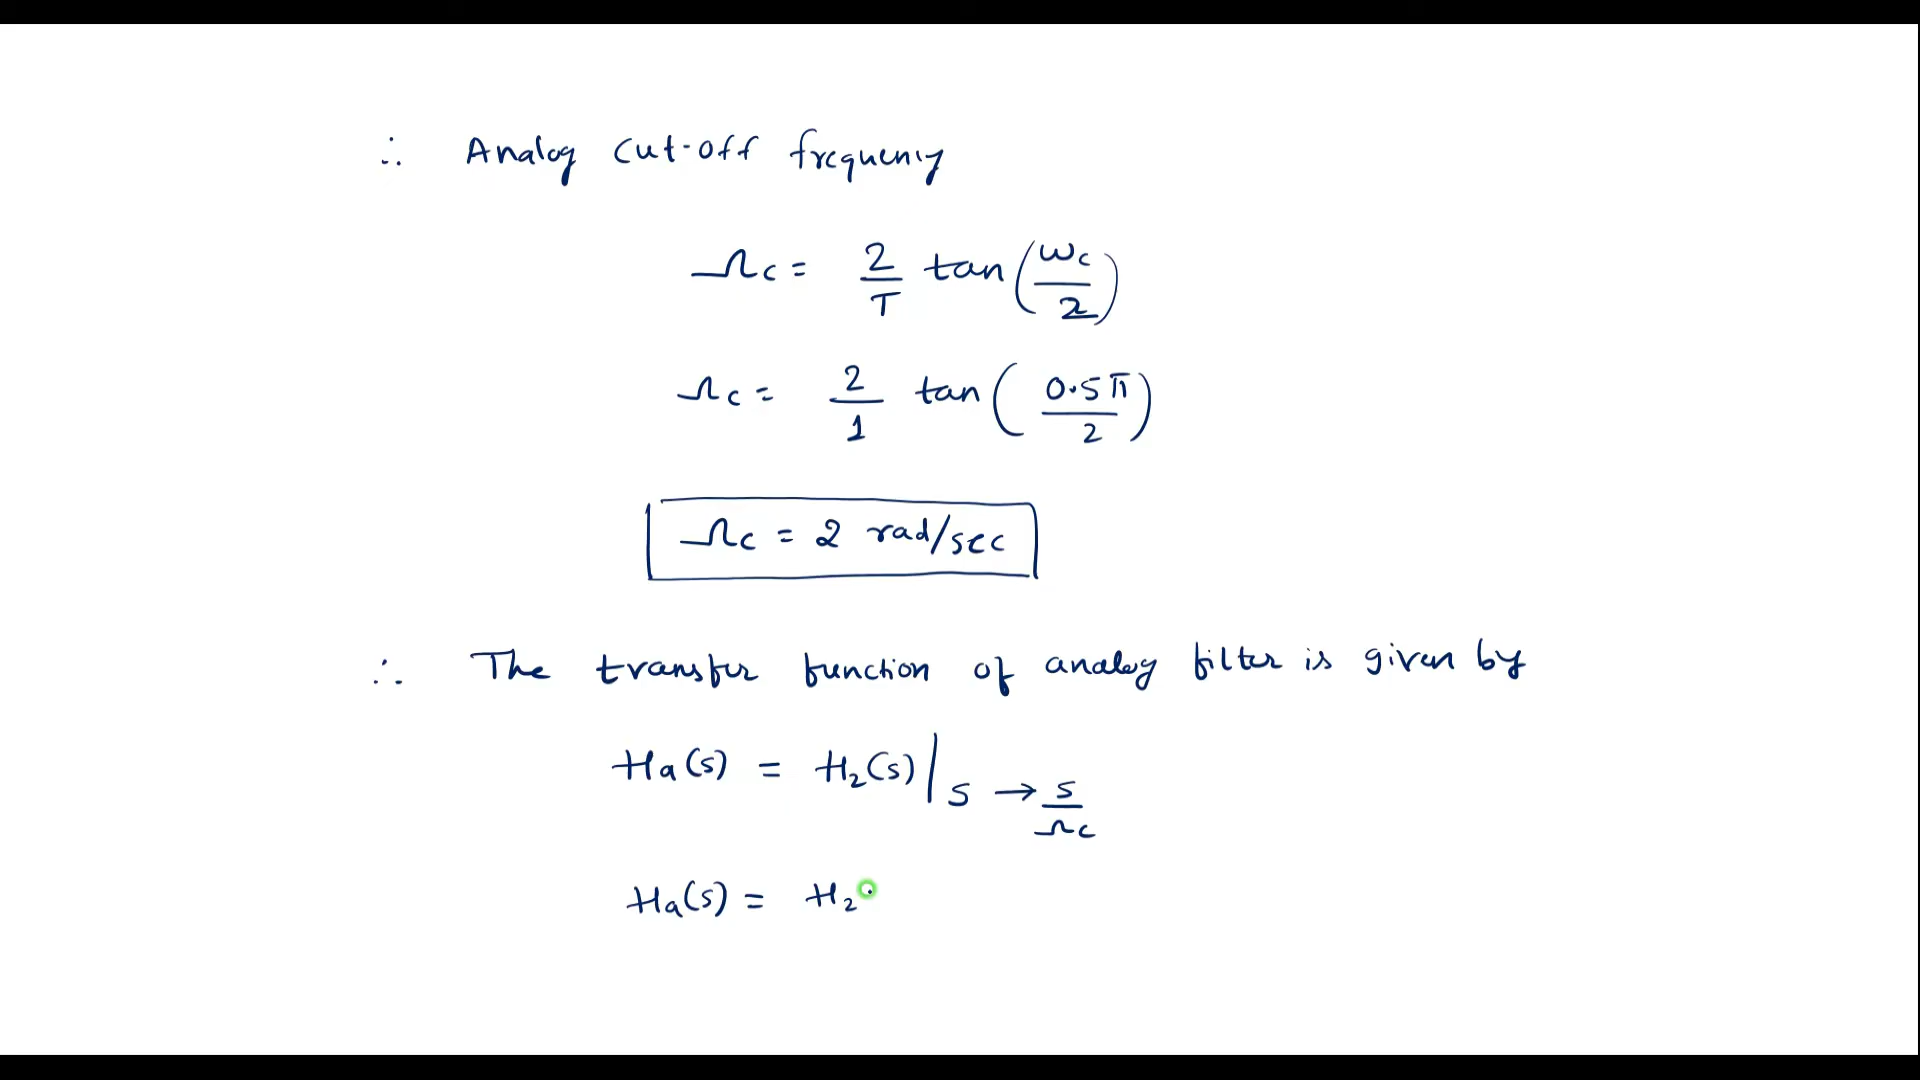 ∴ Analog cut-off frequency
Ωc = 2/T tan(ωc/2)
Ωc = 2/1 tan(0.5π/2)
Ωc = 2 rad/sec
∴ The transfer function of analog filter is given by
Ha(s) = H₂(s)|s → s/Ωc
Ha(s) = H₂